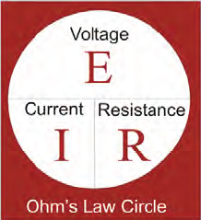 Voltage
E
Current Resistance
I R
Ohm's Law Circle